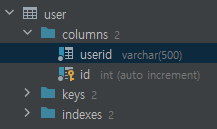 user
columns 2
userid varchar(500)
id int (auto increment)
keys 2
indexes 2